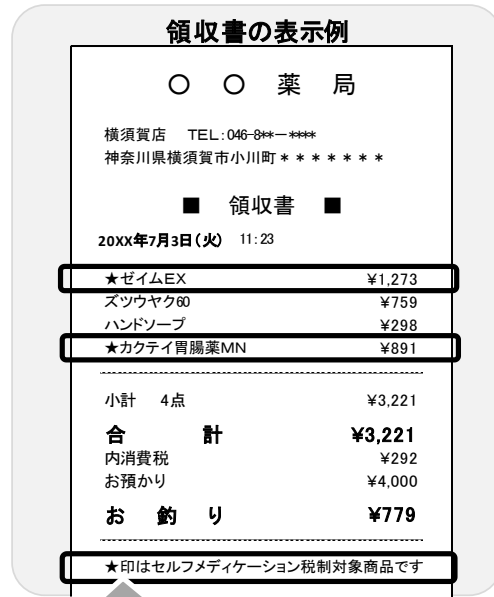 領収書の表示例
○ ○ 薬 局
横須賀店 TEL:046-8**ー****
神奈川県横須賀市小川町*******
■ 領収書 ■
20XX年7月3日(火) 11:23
★ゼイムEX ¥1,273
ズツウヤク60 ¥759
ハンドソープ ¥298
★カクテイ胃腸薬MN ¥891
小計 4点 ¥3,221
合 計 ¥3,221
内消費税 ¥292
お預かり ¥4,000
お 釣 り ¥779
★印はセルフメディケーション税制対象商品です